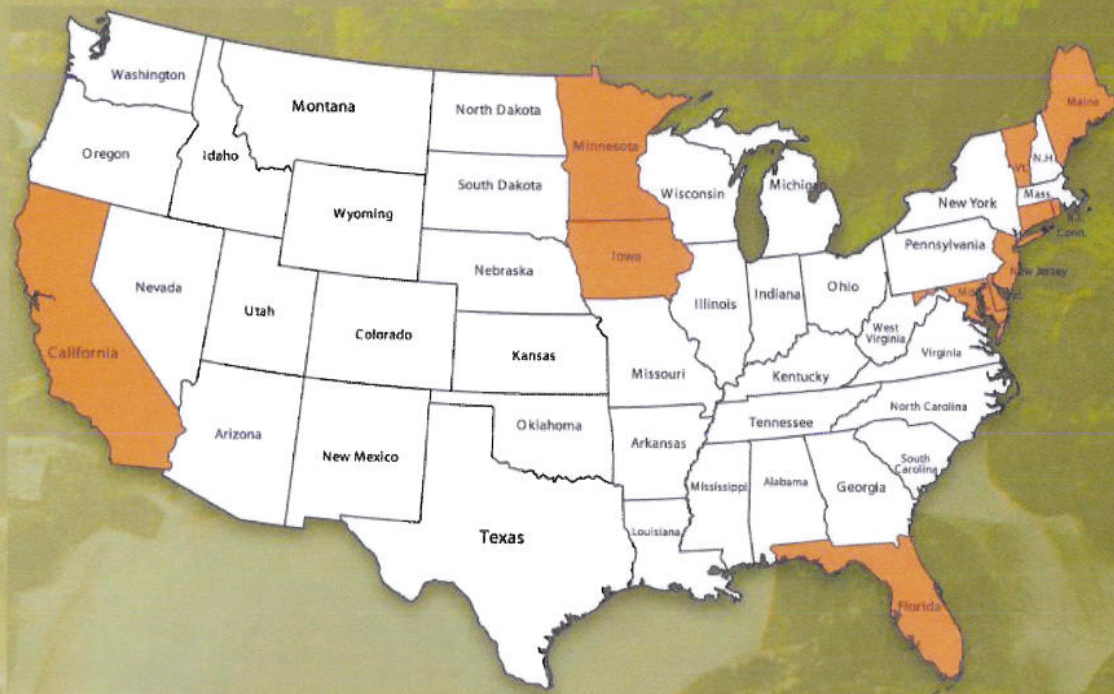 Washington
Montana
North Dakota
Minnesota
Maine
Oregon
Idaho
South Dakota
Wisconsin
Michigan
Vt.
N.H.
Mass.
New York
Wyoming
Iowa
Nebraska
Pennsylvania
Conn.
R.I.
New Jersey
Nevada
Utah
Colorado
Illinois
Indiana
Ohio
California
Kansas
Missouri
West
Virginia
Virginia
Kentucky
Arizona
New Mexico
Oklahoma
Arkansas
Tennessee
North Carolina
South
Carolina
Texas
Mississippi
Alabama
Georgia
Louisiana
Florida